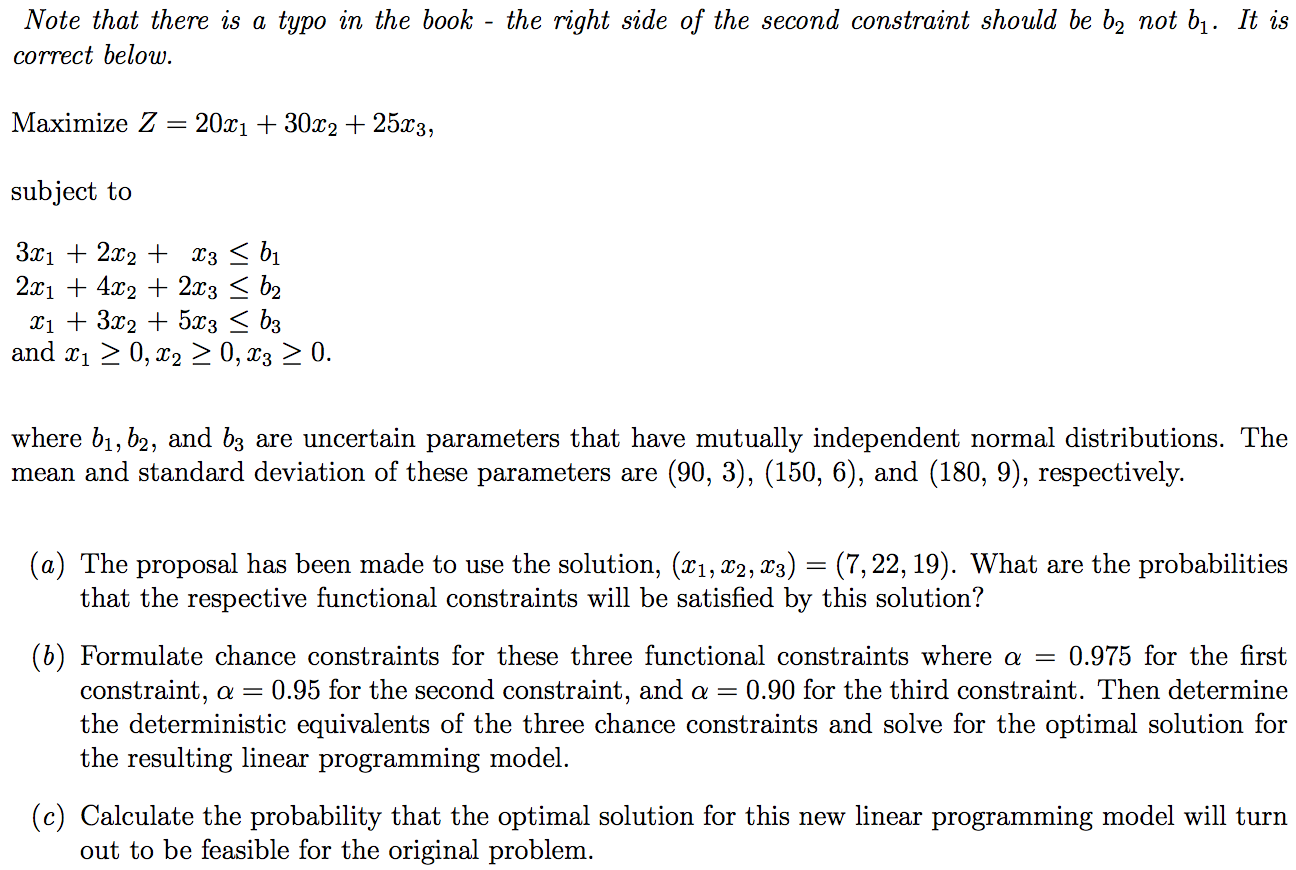 Note that there is a typo in the book - the right side of the second constraint should be b₂ not b₁. It is
correct below.
Maximize Z = 20x₁ + 30x₂ + 25x₃,
subject to
3x₁ + 2x₂ + x₃ ≤ b₁
2x₁ + 4x₂ + 2x₃ ≤ b₂
x₁ + 3x₂ + 5x₃ ≤ b₃
and x₁ ≥ 0, x₂ ≥ 0, x₃ ≥ 0.
where b₁, b₂, and b₃ are uncertain parameters that have mutually independent normal distributions. The
mean and standard deviation of these parameters are (90, 3), (150, 6), and (180, 9), respectively.
(a) The proposal has been made to use the solution, (x₁, x₂, x₃) = (7, 22, 19). What are the probabilities
that the respective functional constraints will be satisfied by this solution?
(b) Formulate chance constraints for these three functional constraints where α = 0.975 for the first
constraint, α = 0.95 for the second constraint, and α = 0.90 for the third constraint. Then determine
the deterministic equivalents of the three chance constraints and solve for the optimal solution for
the resulting linear programming model.
(c) Calculate the probability that the optimal solution for this new linear programming model will turn
out to be feasible for the original problem.